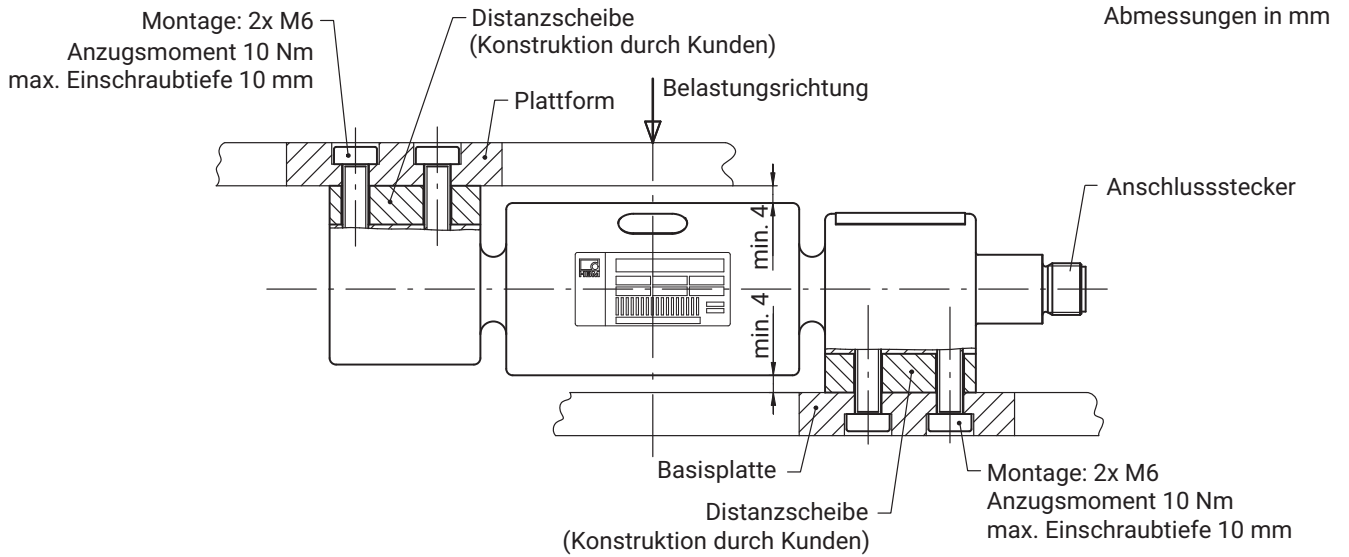 Montage: 2x M6
Anzugsmoment 10 Nm
max. Einschraubtiefe 10 mm
Distanzscheibe
(Konstruktion durch Kunden)
Abmessungen in mm
Plattform
Belastungsrichtung
Anschlussstecker
min. 4
min. 4
HBM
Basisplatte
Distanzscheibe
(Konstruktion durch Kunden)
Montage: 2x M6
Anzugsmoment 10 Nm
max. Einschraubtiefe 10 mm